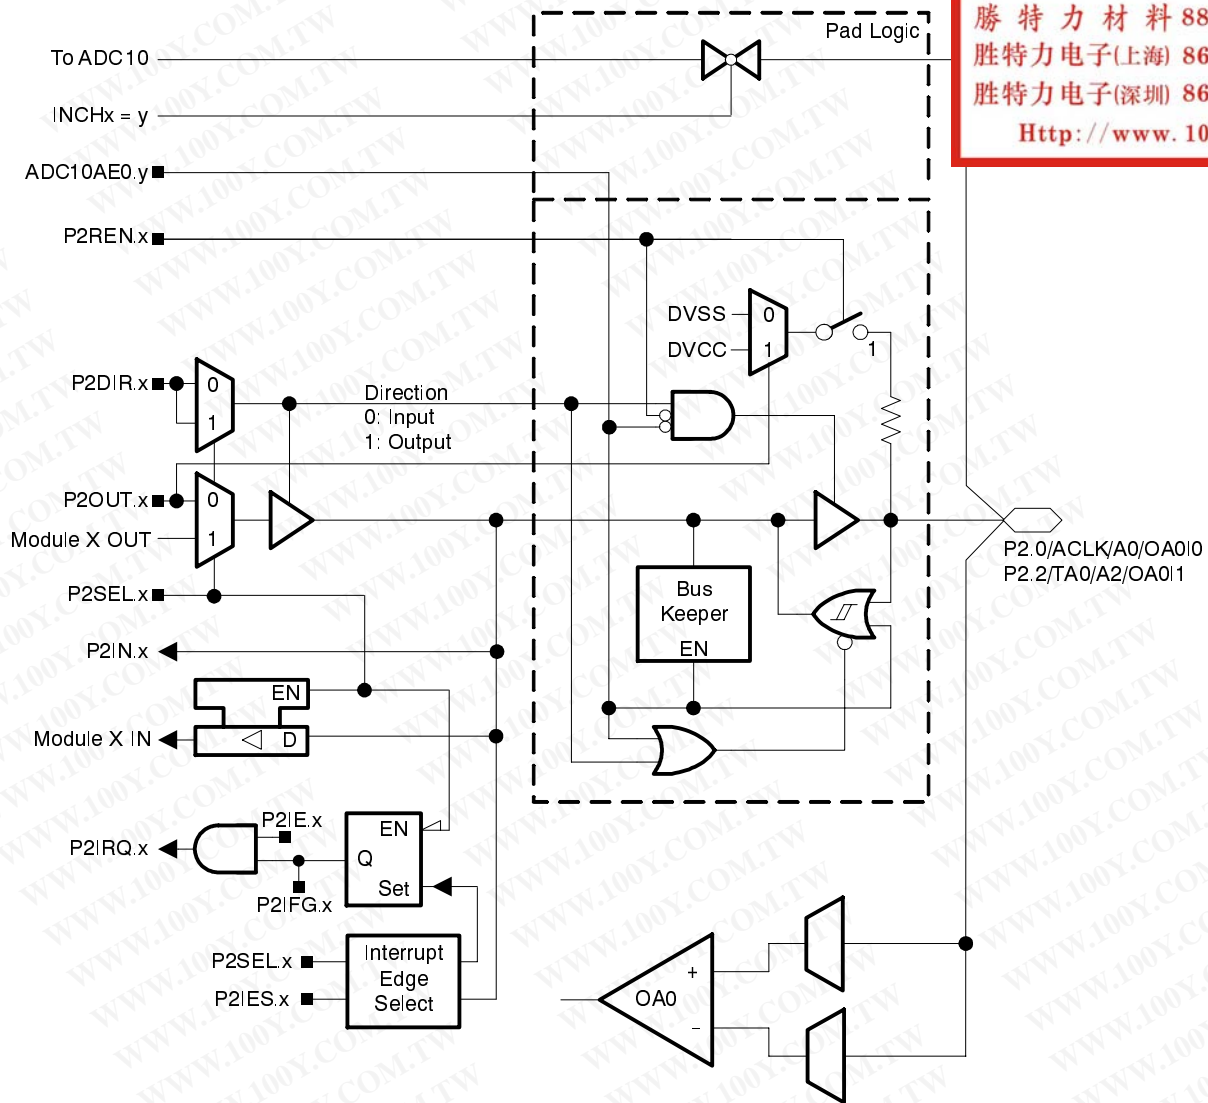 Pad Logic
勝 特 力 材 料 88
胜特力电子(上海) 86
胜特力电子(深圳) 86
Http://www. 10
To ADC10
INCHx = y
ADC10AE0.y
P2REN.x
DVSS
0
DVCC
1
1
P2DIR.x
0
1
Direction
0: Input
1: Output
P2OUT.x
0
Module X OUT
1
P2.0/ACLK/A0/OA0I0
P2.2/TA0/A2/OA0I1
P2SEL.x
Bus
Keeper
EN
P2IN.x
EN
Module X IN
D
P2IE.x
EN
P2IRQ.x
Q
Set
P2IFG.x
P2SEL.x
P2IES.x
Interrupt
Edge
Select
+
OA0
−
WWW.100Y.COM.TW